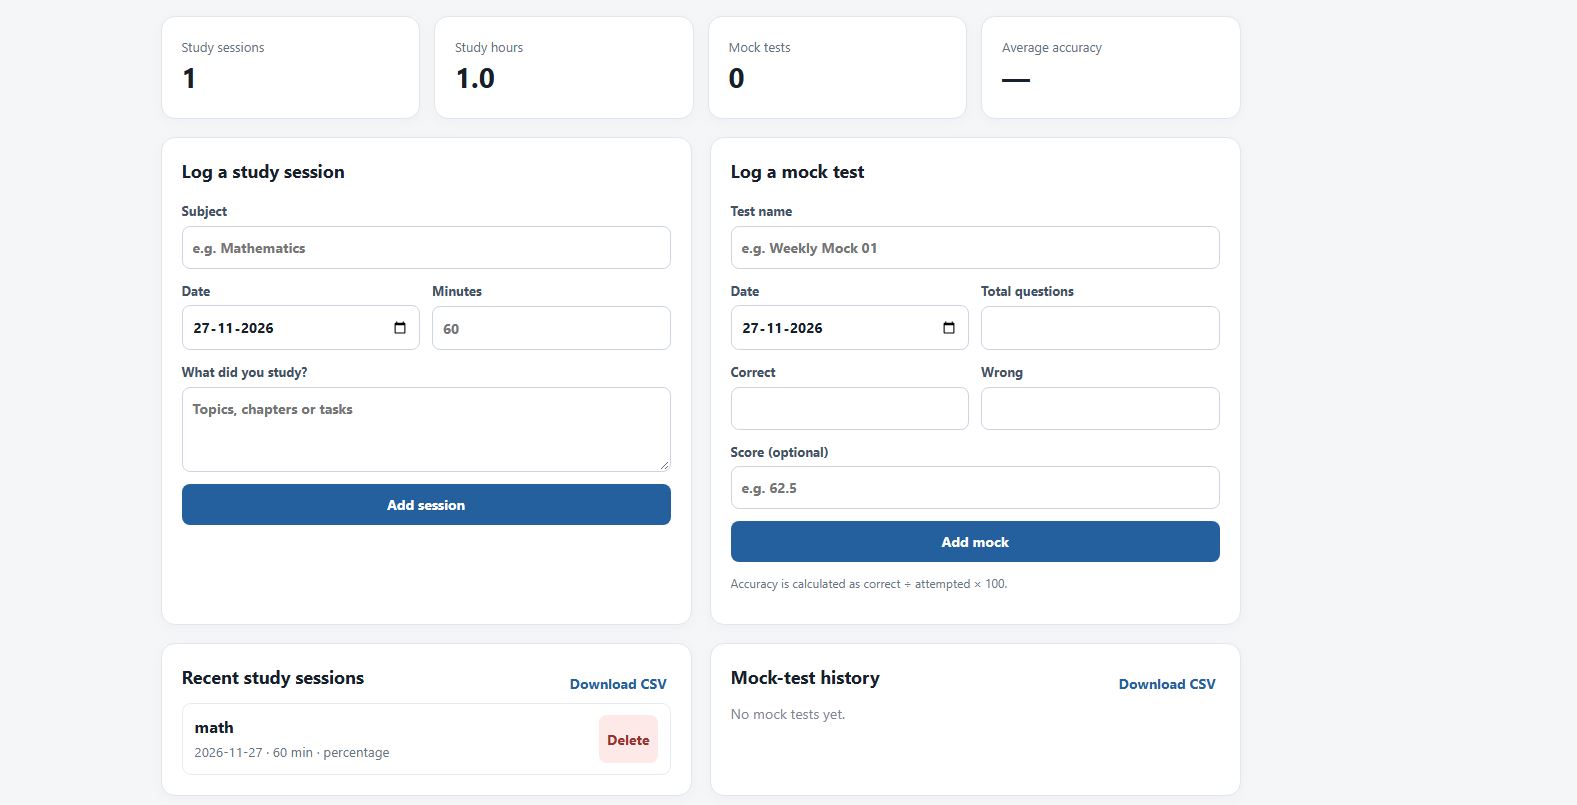 Study sessions
1
Study hours
1.0
Mock tests
0
Average accuracy
—
Log a study session
Subject
e.g. Mathematics
Date
Minutes
27-11-2026
60
What did you study?
Topics, chapters or tasks
Add session
Log a mock test
Test name
e.g. Weekly Mock 01
Date
Total questions
27-11-2026
Correct
Wrong
Score (optional)
e.g. 62.5
Add mock
Accuracy is calculated as correct ÷ attempted × 100.
Recent study sessions
Download CSV
math
2026-11-27 · 60 min · percentage
Delete
Mock-test history
Download CSV
No mock tests yet.